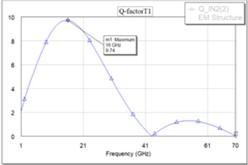 Q-factorT1
Q_IN2(2)
EM Structure
10
m1 Maximum
16 GHz
9.74
8
6
4
2
0
1
21
41
61
70
Frequency (GHz)